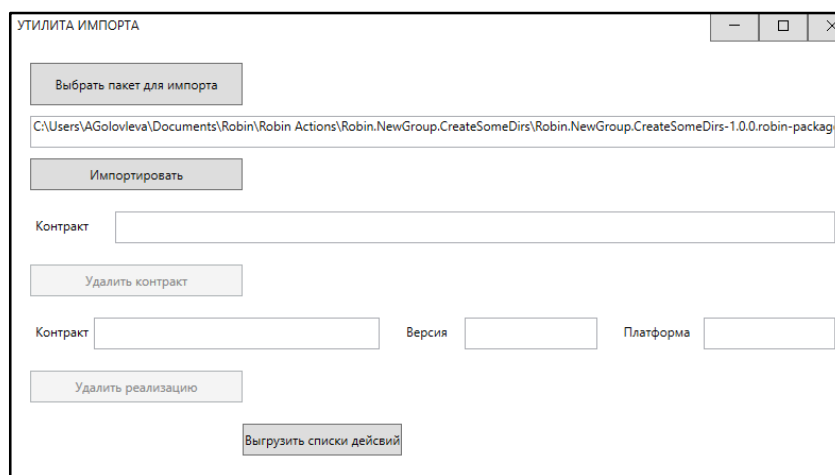 УТИЛИТА ИМПОРТА
Выбрать пакет для импорта
C:\Users\AGolovleva\Documents\Robin\Robin Actions\Robin.NewGroup.CreateSomeDirs\Robin.NewGroup.CreateSomeDirs-1.0.0.robin-packag
Импортировать
Контракт
Удалить контракт
Контракт Версия Платформа
Удалить реализацию
Выгрузить списки дейсвий